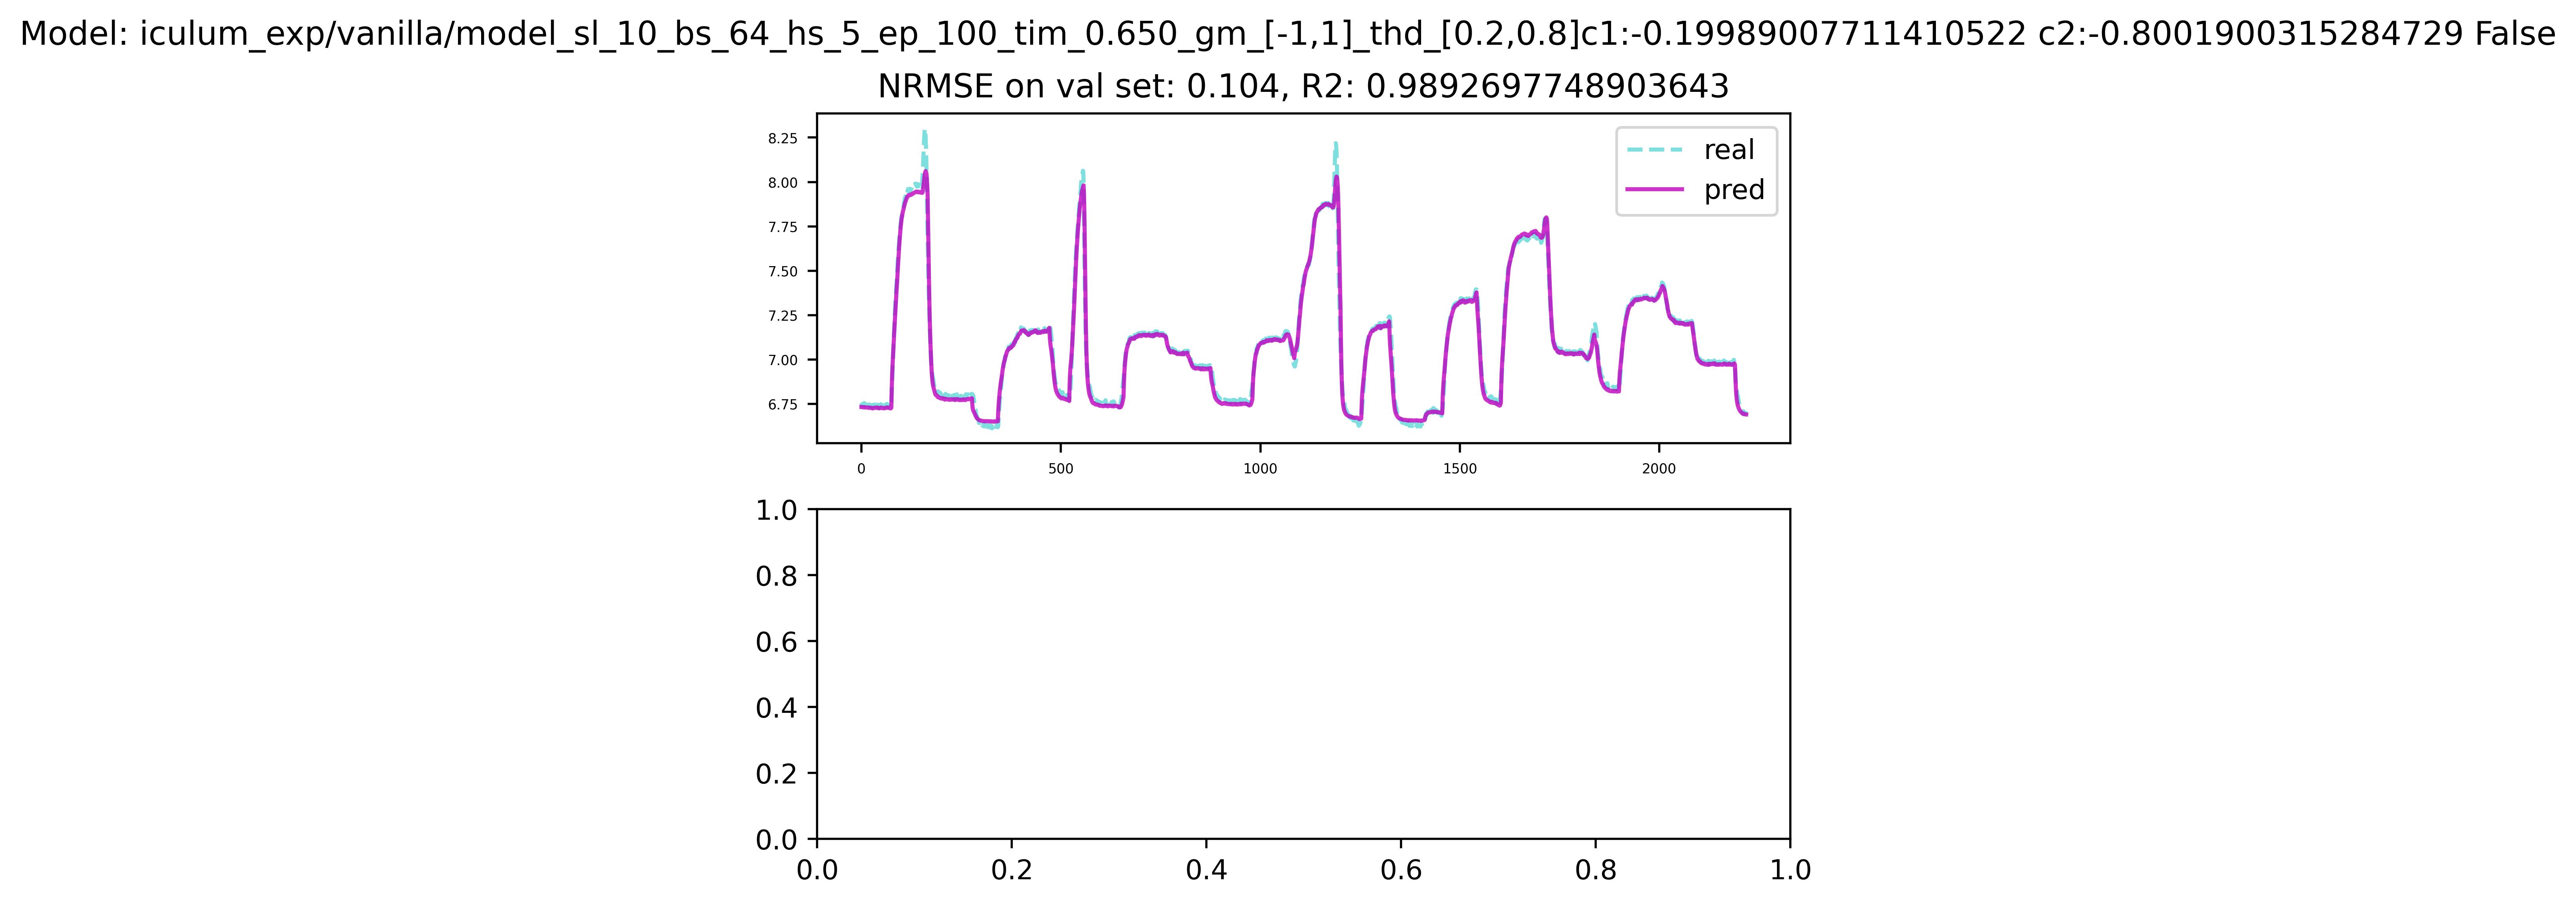 Model: iculum_exp/vanilla/model_sl_10_bs_64_hs_5_ep_100_tim_0.650_gm_[-1,1]_thd_[0.2,0.8]c1:-0.19989007711410522 c2:-0.8001900315284729 False
NRMSE on val set: 0.104, R2: 0.9892697748903643
8.25
8.00
7.75
7.50
7.25
7.00
6.75
real
pred
0 500 1000 1500 2000
1.0
0.8
0.6
0.4
0.2
0.0
0.0 0.2 0.4 0.6 0.8 1.0